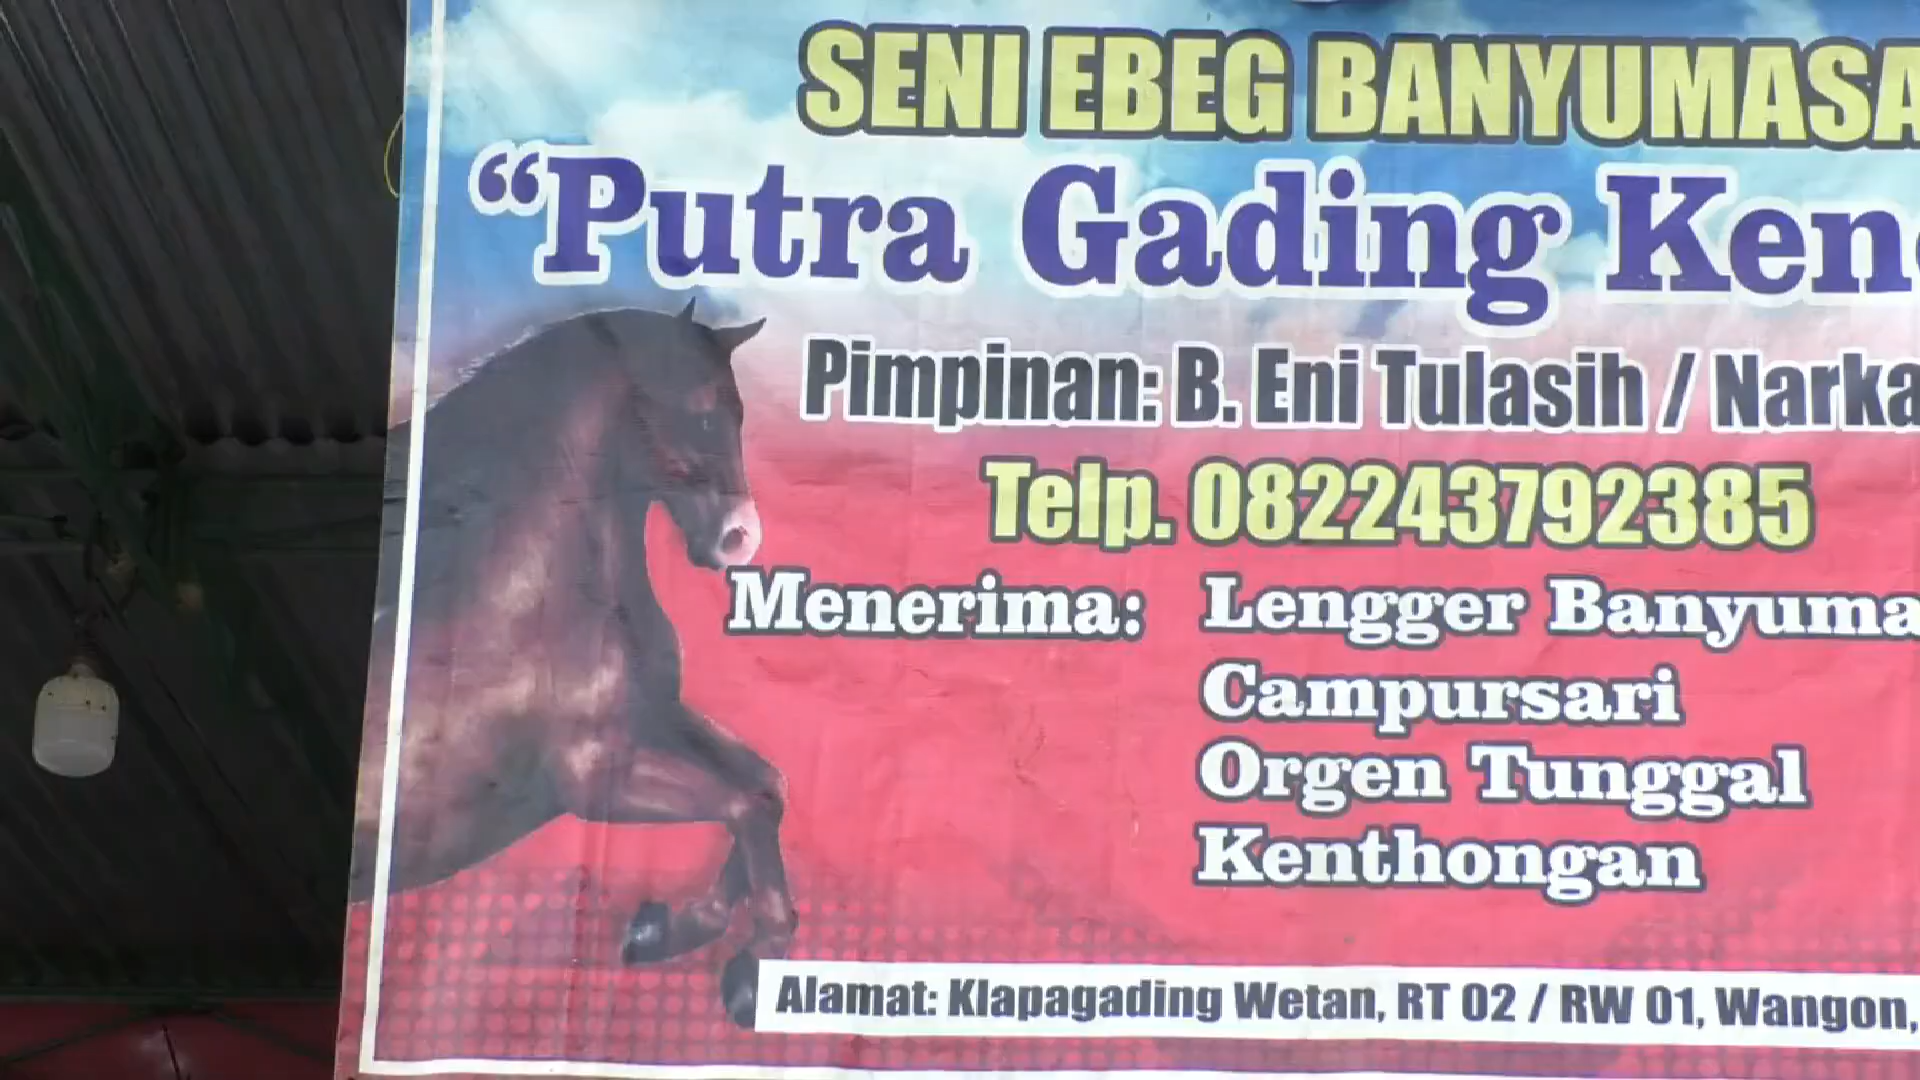 SENI EBEG BANYUMASA
“Putra Gading Ken
Pimpinan: B. Eni Tulasih / Narka
Telp. 082243792385
Menerima: Lengger Banyuma
Campursari
Orgen Tunggal
Kenthongan
Alamat: Klapagading Wetan, RT 02 / RW 01, Wangon,